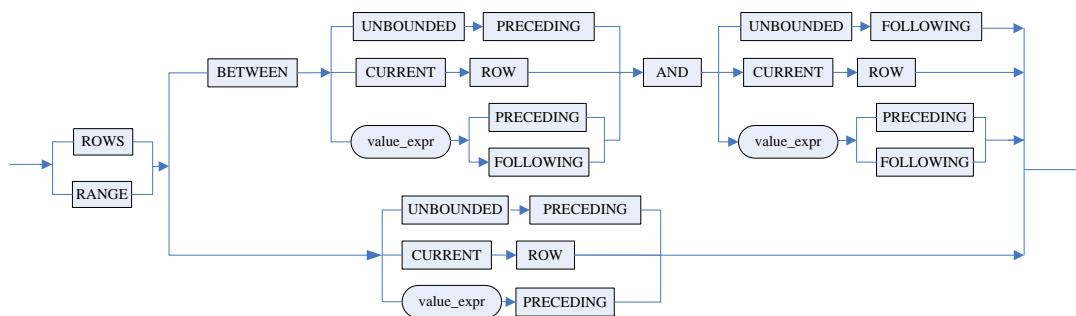 UNBOUNDED PRECEDING UNBOUNDED FOLLOWING
BETWEEN CURRENT ROW AND CURRENT ROW
value_expr PRECEDING value_expr PRECEDING
FOLLOWING FOLLOWING
ROWS
RANGE
UNBOUNDED PRECEDING
CURRENT ROW
value_expr PRECEDING